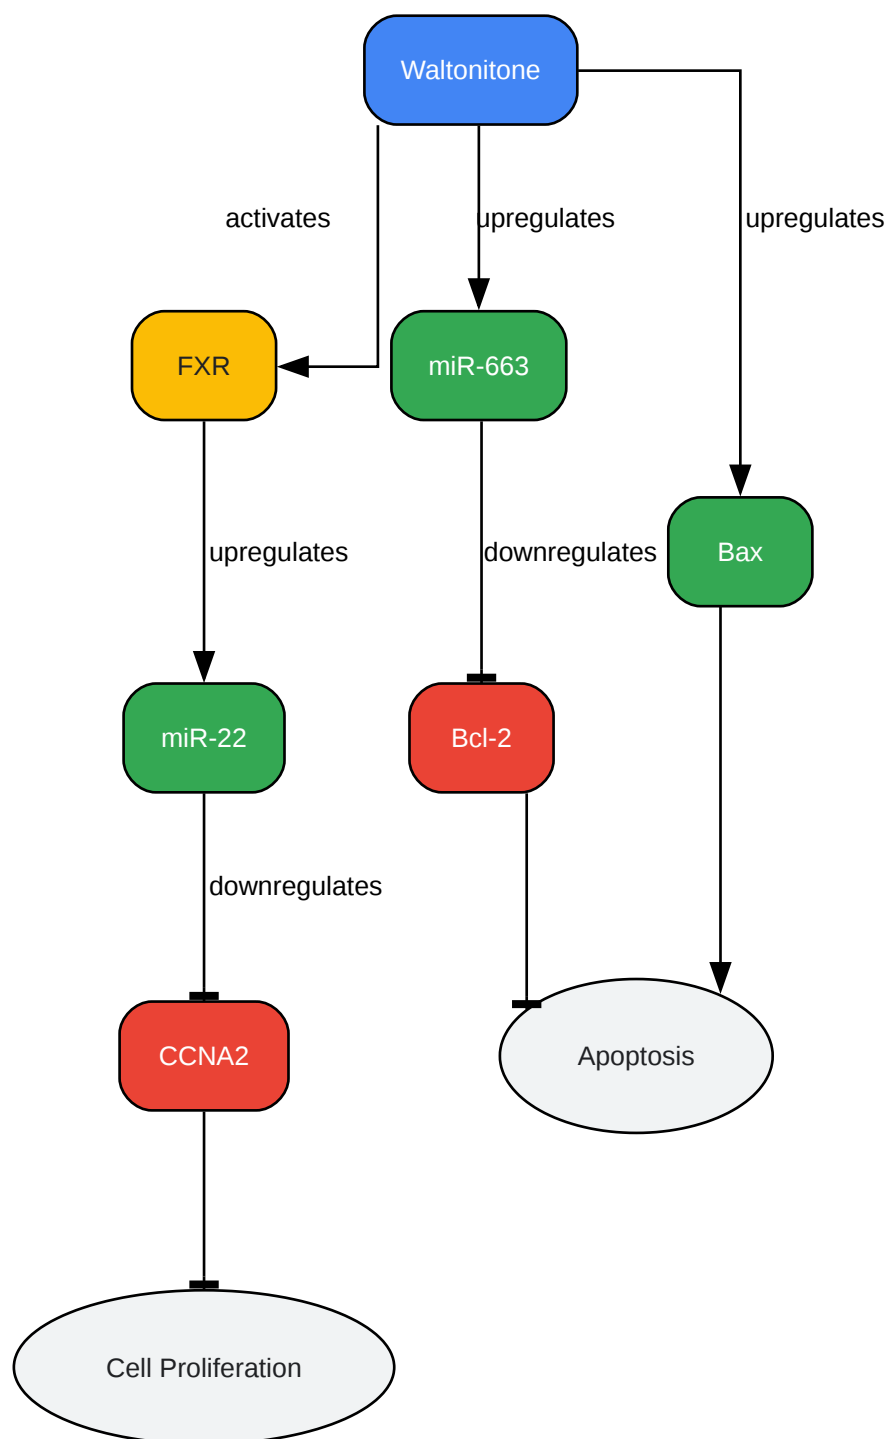 Waltonitone
activates
upregulates
upregulates
FXR
miR-663
upregulates
downregulates
Bax
miR-22
Bcl-2
downregulates
CCNA2
Apoptosis
Cell Proliferation